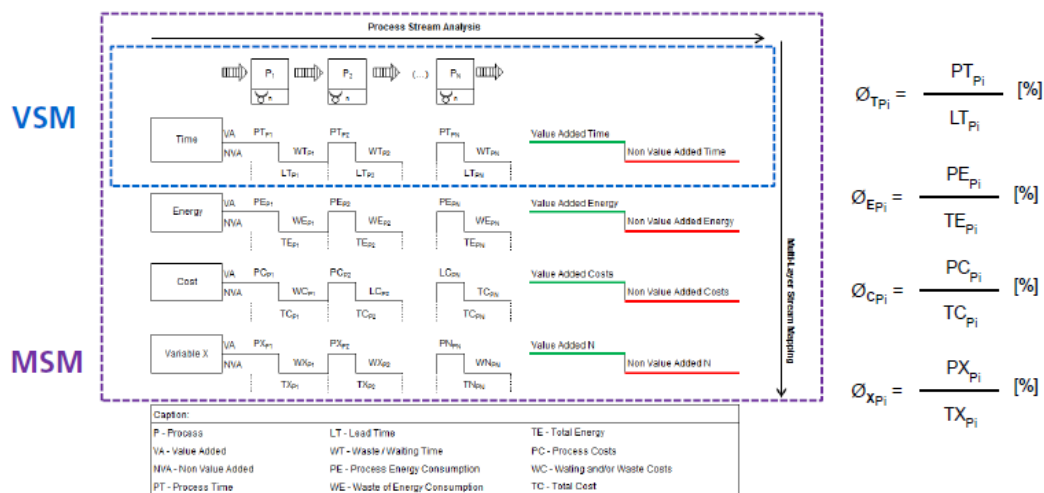 Process Stream Analysis
VSM
P1 P2 (...) PN
n n n
Time VA PTP1 PTP2 PTPN Value Added Time
NVA WTP1 WTP2 WTPN Non Value Added Time
LTP1 LTP2 LTPN
Energy VA PEP1 PEP2 PEPN Value Added Energy
NVA WEP1 WEP2 WEPN Non Value Added Energy
TEP1 TEP2 TEPN
Cost VA PCP1 PCP2 LCPN Value Added Costs
NVA WCP1 LCP2 TCPN Non Value Added Costs
TCP1 TCP2 TCPN
MSM
Variable X VA PXP1 PXP2 PNPN Value Added N
NVA WXP1 WXP2 WNPN Non Value Added N
TXP1 TXP2 TNPN
Multi-Layer Stream Mapping
ØTPi = PTPi / LTPi [%]
ØEPi = PEPi / TEPi [%]
ØCPi = PCPi / TCPi [%]
ØXPi = PXPi / TXPi [%]
Caption:
P - Process LT - Lead Time TE - Total Energy
VA - Value Added WT - Waste / Waiting Time PC - Process Costs
NVA - Non Value Added PE - Process Energy Consumption WC - Waiting and/or Waste Costs
PT - Process Time WE - Waste of Energy Consumption TC - Total Cost